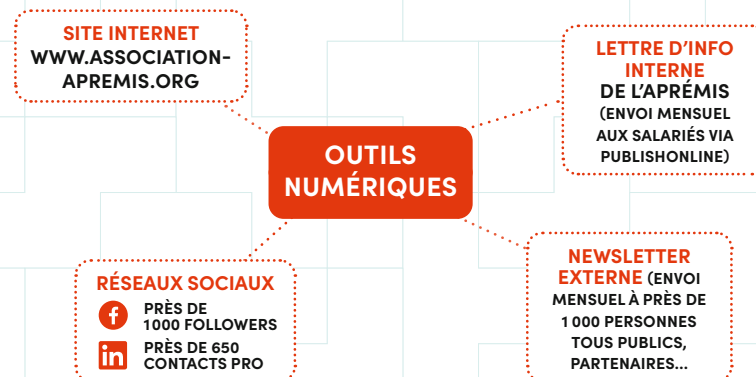 SITE INTERNET
WWW.ASSOCIATION-
APREMIS.ORG
LETTRE D'INFO
INTERNE
DE L'APRÉMIS
(ENVOI MENSUEL
AUX SALARIÉS VIA
PUBLISHONLINE)
OUTILS
NUMÉRIQUES
RÉSEAUX SOCIAUX
PRÈS DE
1000 FOLLOWERS
in PRÈS DE 650
CONTACTS PRO
NEWSLETTER
EXTERNE (ENVOI
MENSUEL À PRÈS DE
1 000 PERSONNES
TOUS PUBLICS,
PARTENAIRES...